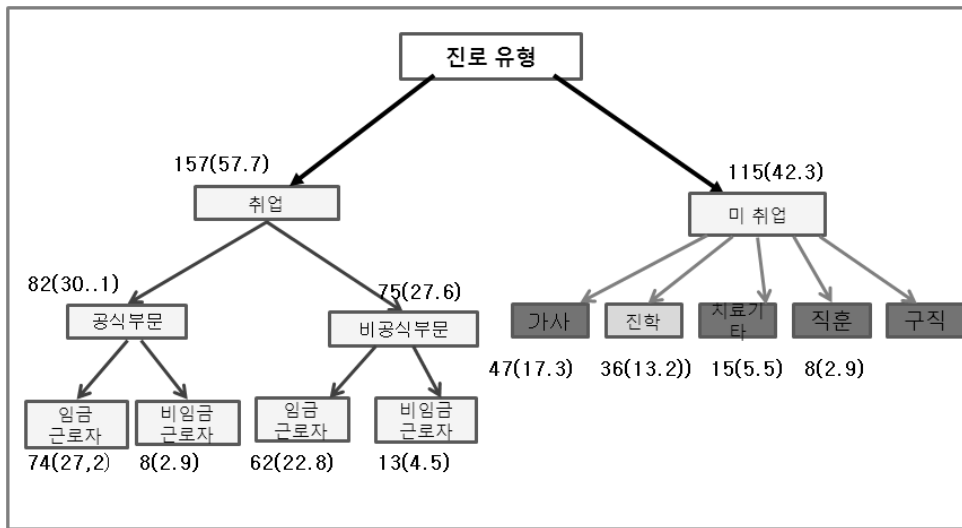 진로 유형
157(57.7)
115(42.3)
취업
미 취업
82(30..1)
75(27.6)
공식부문
비공식부문
가사
진학
치료기
타
직훈
구직
47(17.3)
36(13.2))
15(5.5)
8(2.9)
임금
근로자
비임금
근로자
임금
근로자
비임금
근로자
74(27,2)
8(2.9)
62(22.8)
13(4.5)